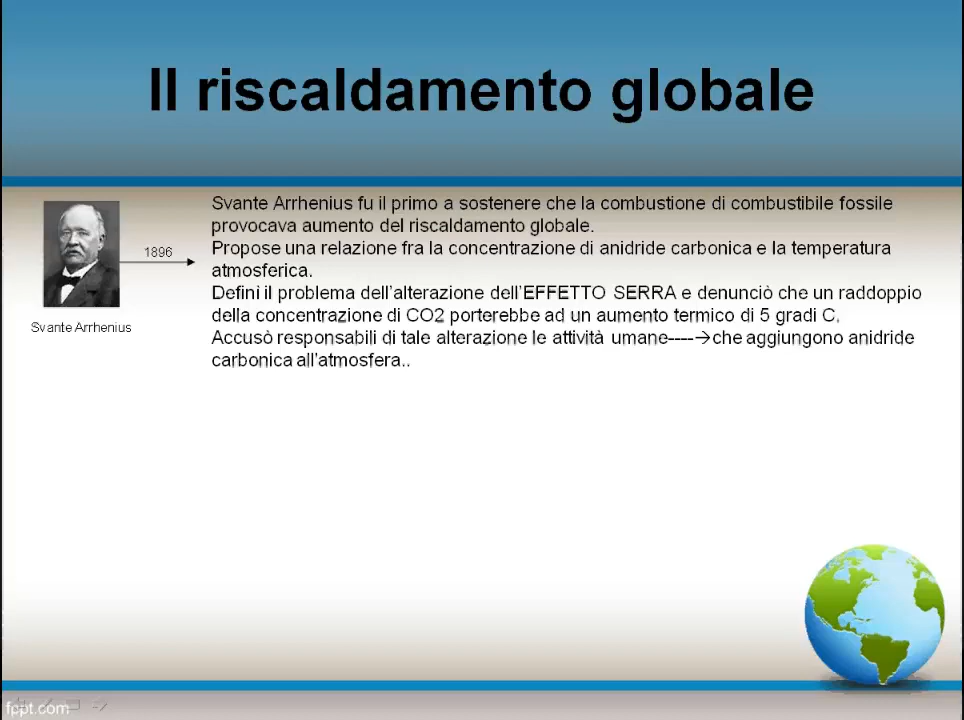 Il riscaldamento globale
Svante Arrhenius fu il primo a sostenere che la combustione di combustibile fossile
provocava aumento del riscaldamento globale.
1896
Propose una relazione fra la concentrazione di anidride carbonica e la temperatura
atmosferica.
Defini il problema dell'alterazione dell'EFFETTO SERRA e denunciò che un raddoppio
della concentrazione di CO2 porterebbe ad un aumento termico di 5 gradi C.
Svante Arrhenius
Accusò responsabili di tale alterazione le attività umane----→che aggiungono anidride
carbonica all'atmosfera..
fppt.com